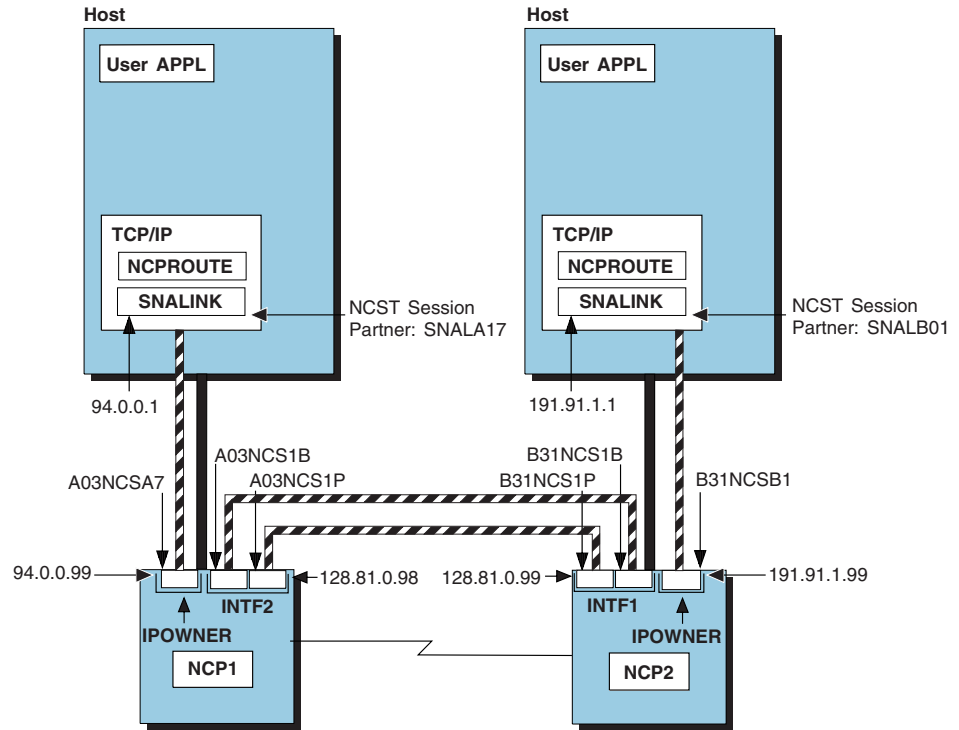 Host
Host
User APPL
User APPL
TCP/IP
NCPROUTE
SNALINK
NCST Session
Partner: SNALA17
TCP/IP
NCPROUTE
SNALINK
NCST Session
Partner: SNALB01
94.0.0.1
191.91.1.1
A03NCSA7
A03NCS1B
A03NCS1P
B31NCS1B
B31NCS1P
B31NCSB1
94.0.0.99
128.81.0.98
128.81.0.99
191.91.1.99
INTF2
INTF1
IPOWNER
IPOWNER
NCP1
NCP2